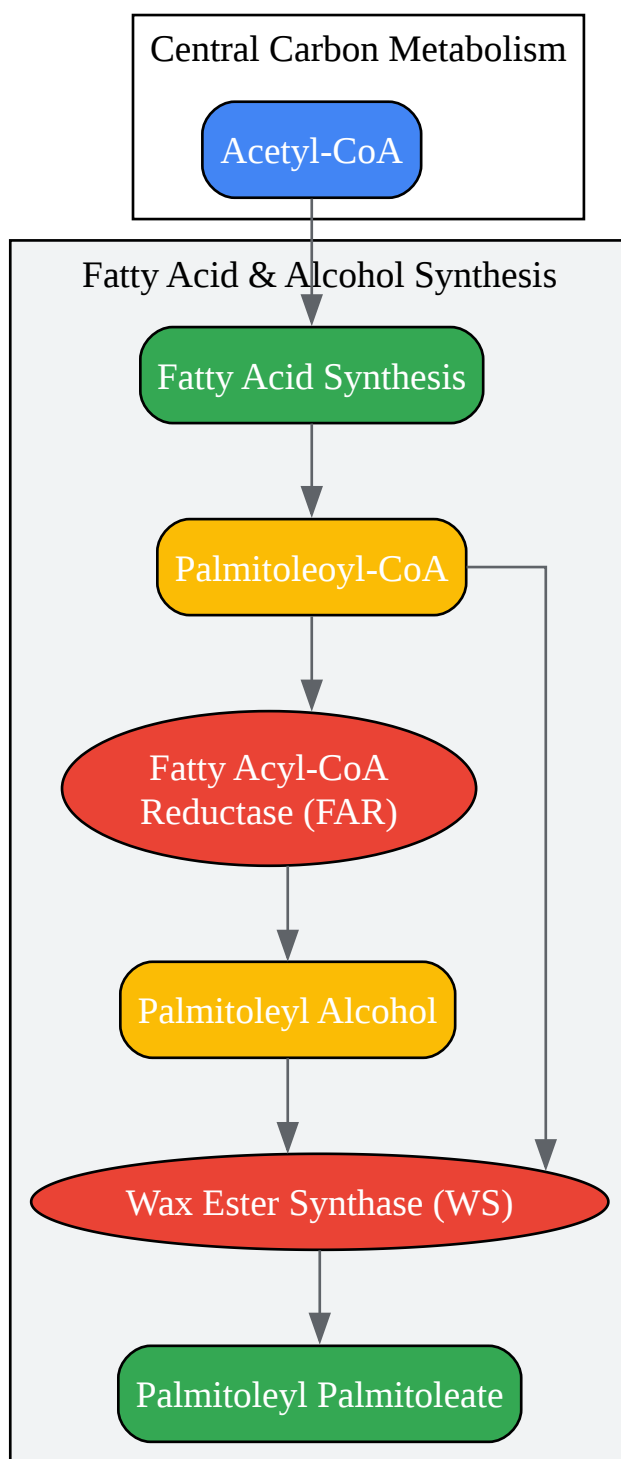 Central Carbon Metabolism
Acetyl-CoA
Fatty Acid & Alcohol Synthesis
Fatty Acid Synthesis
Palmitoleoyl-CoA
Fatty Acyl-CoA
Reductase (FAR)
Palmitoleyl Alcohol
Wax Ester Synthase (WS)
Palmitoleyl Palmitoleate